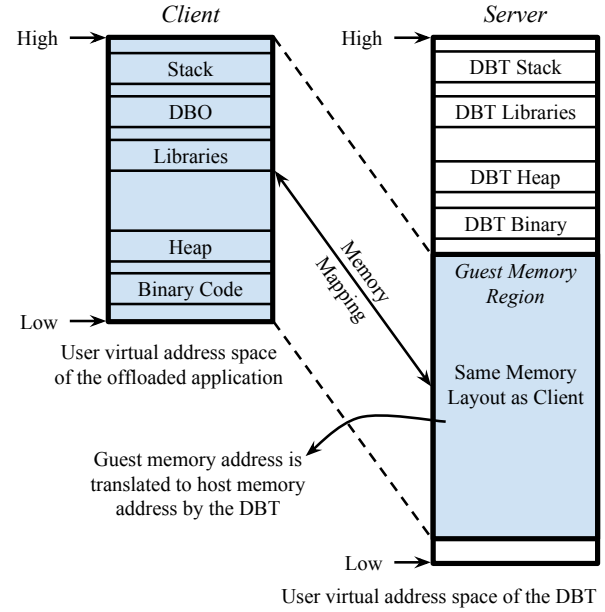 Client
High
Stack
DBO
Libraries
Heap
Binary Code
Low
User virtual address space
of the offloaded application
Memory
Mapping
Guest memory address is
translated to host memory
address by the DBT
Server
High
DBT Stack
DBT Libraries
DBT Heap
DBT Binary
Guest Memory
Region
Same Memory
Layout as Client
Low
User virtual address space of the DBT